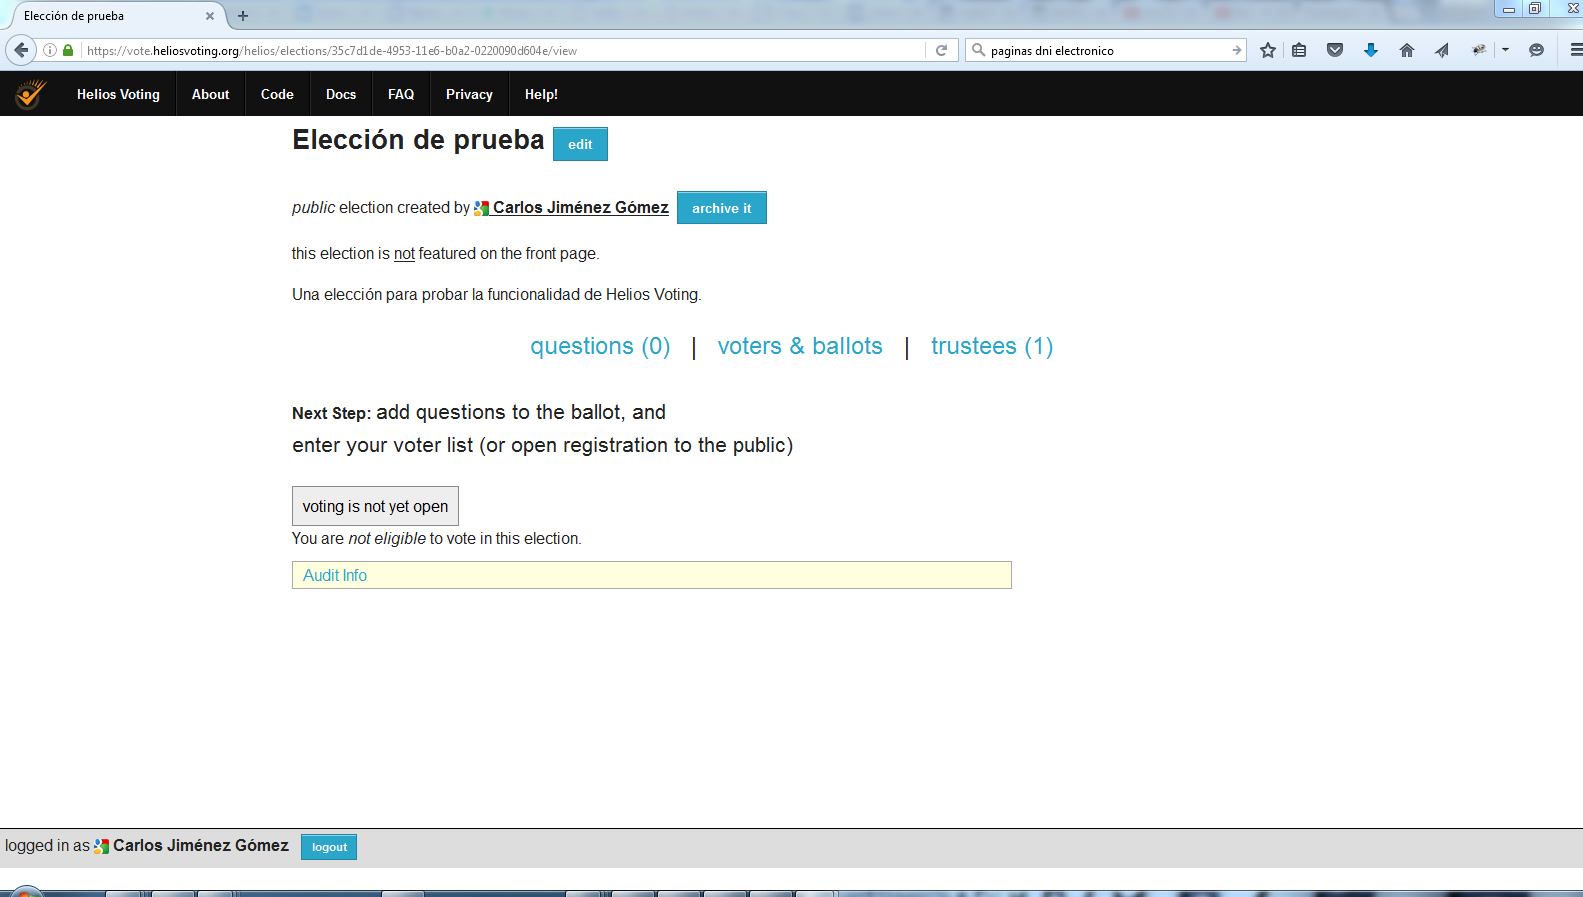 Elección de prueba
https://vote.heliosvoting.org/helios/elections/35c7d1de-4953-11e6-b0a2-0220090d604e/view
paginas dni electronico
Helios Voting About Code Docs FAQ Privacy Help!
Elección de prueba edit
public election created by Carlos Jiménez Gómez archive it
this election is not featured on the front page.
Una elección para probar la funcionalidad de Helios Voting.
questions (0) | voters & ballots | trustees (1)
Next Step: add questions to the ballot, and
enter your voter list (or open registration to the public)
voting is not yet open
You are not eligible to vote in this election.
Audit Info
logged in as Carlos Jiménez Gómez logout